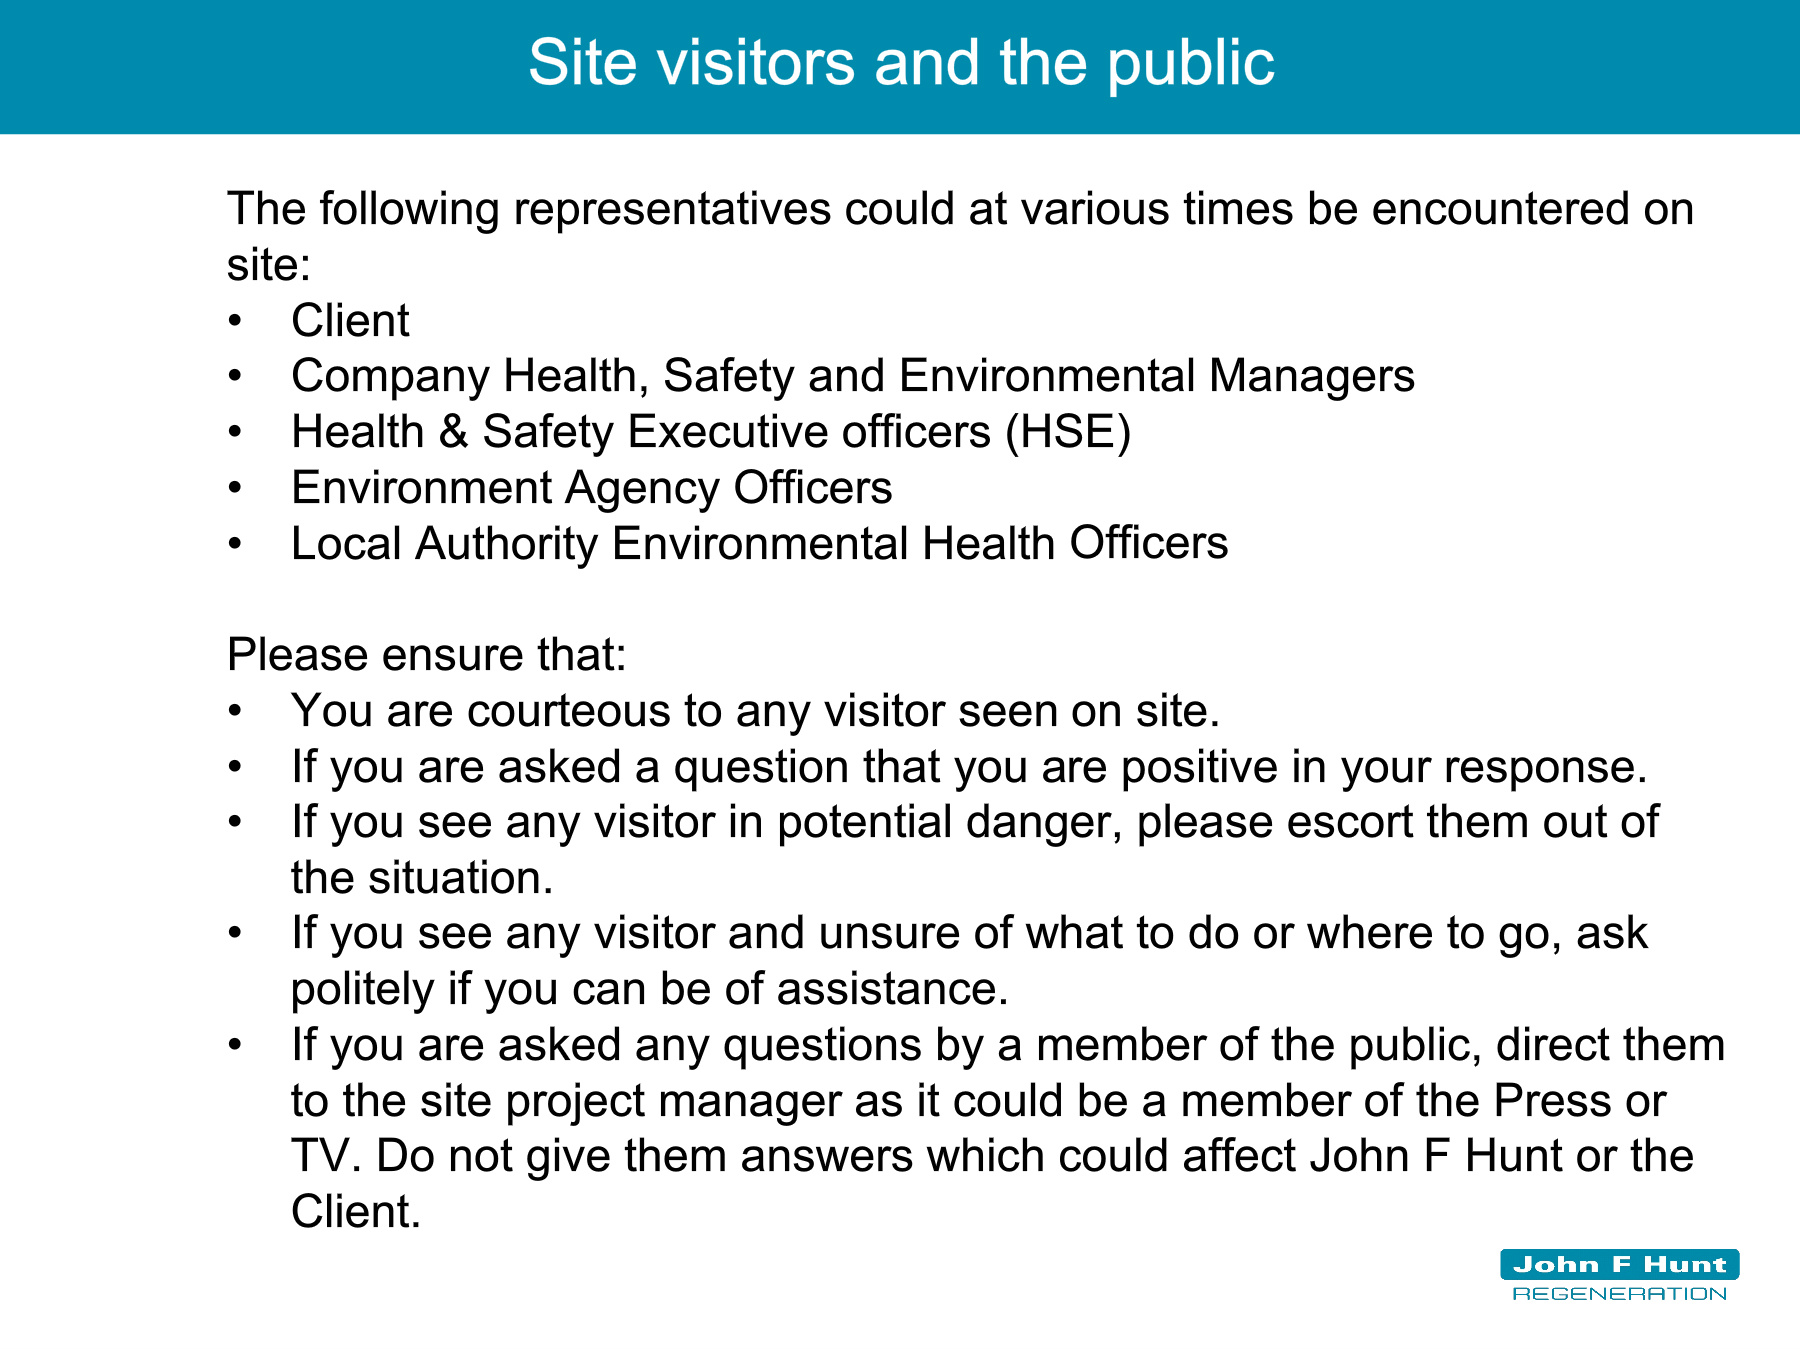 Site visitors and the public
The following representatives could at various times be encountered on
site:
• Client
• Company Health, Safety and Environmental Managers
• Health & Safety Executive officers (HSE)
• Environment Agency Officers
• Local Authority Environmental Health Officers
Please ensure that:
• You are courteous to any visitor seen on site.
• If you are asked a question that you are positive in your response.
• If you see any visitor in potential danger, please escort them out of
the situation.
• If you see any visitor and unsure of what to do or where to go, ask
politely if you can be of assistance.
• If you are asked any questions by a member of the public, direct them
to the site project manager as it could be a member of the Press or
TV. Do not give them answers which could affect John F Hunt or the
Client.
John F Hunt
REGENERATION